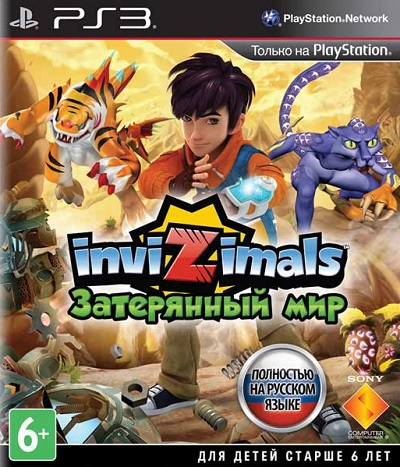 PS3
PlayStation Network
Только на PlayStation®
inviZimals™
Затерянный мир
ПОЛНОСТЬЮ
НА РУССКОМ
ЯЗЫКЕ
SONY
COMPUTER
ENTERTAINMENT
6+
ДЛЯ ДЕТЕЙ СТАРШЕ 6 ЛЕТ